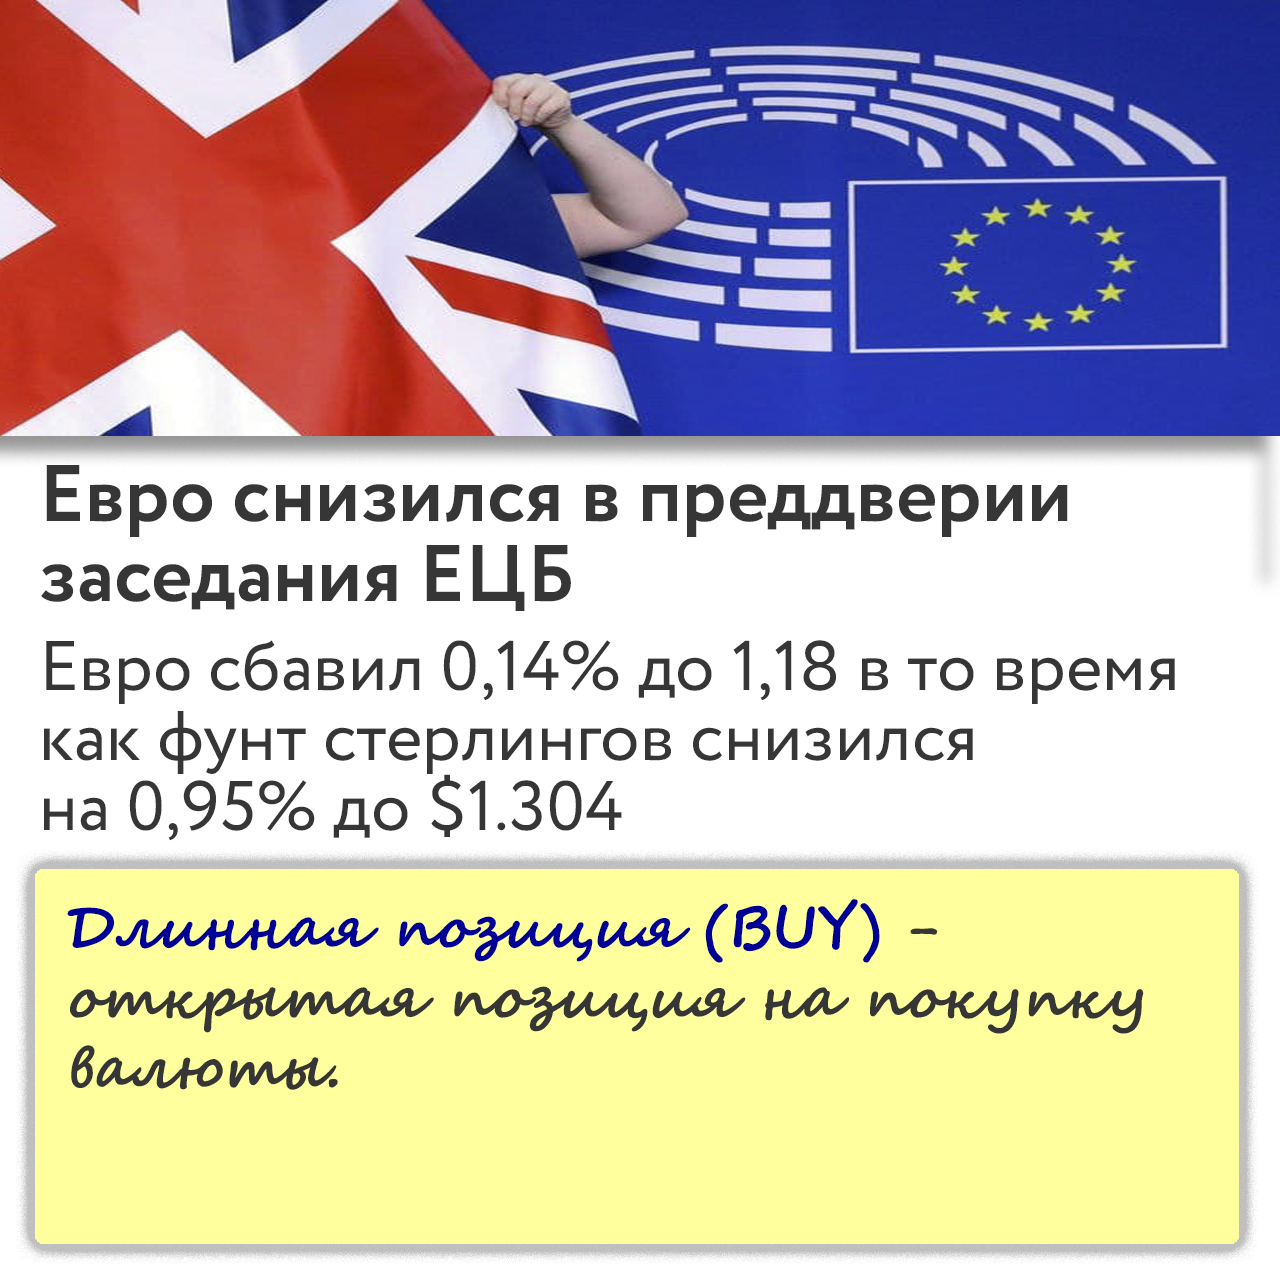 Евро снизился в преддверии
заседания ЕЦБ
Евро сбавил 0,14% до 1,18 в то время
как фунт стерлингов снизился
на 0,95% до $1.304
Длинная позиция (BUY) –
открытая позиция на покупку
валюты.